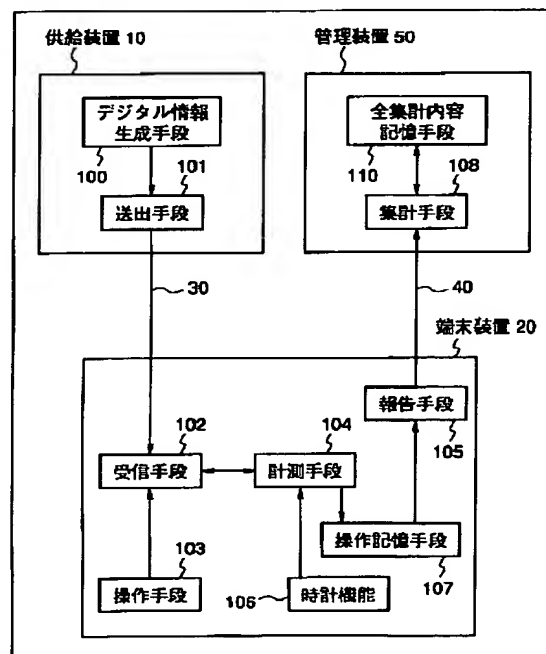 供給装置 10
デジタル情報
生成手段
100
101
送出手段
30
管理装置 50
全集計内容
記憶手段
110
108
集計手段
40
端末装置 20
報告手段
105
102
受信手段
104
計測手段
操作記憶手段
107
103
操作手段
106
時計機能